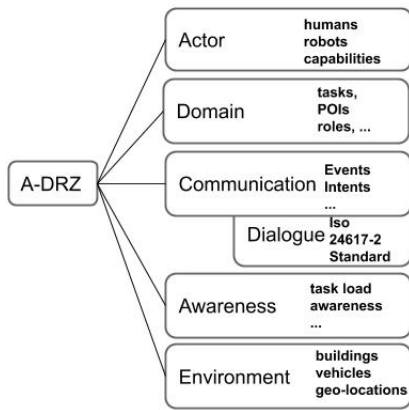 Actor
humans
robots
capabilities
Domain
tasks,
POIs
roles, ...
A-DRZ
Communication
Events
Intents
...
Dialogue
Iso
24617-2
Standard
Awareness
task load
awareness
...
Environment
buildings
vehicles
geo-locations